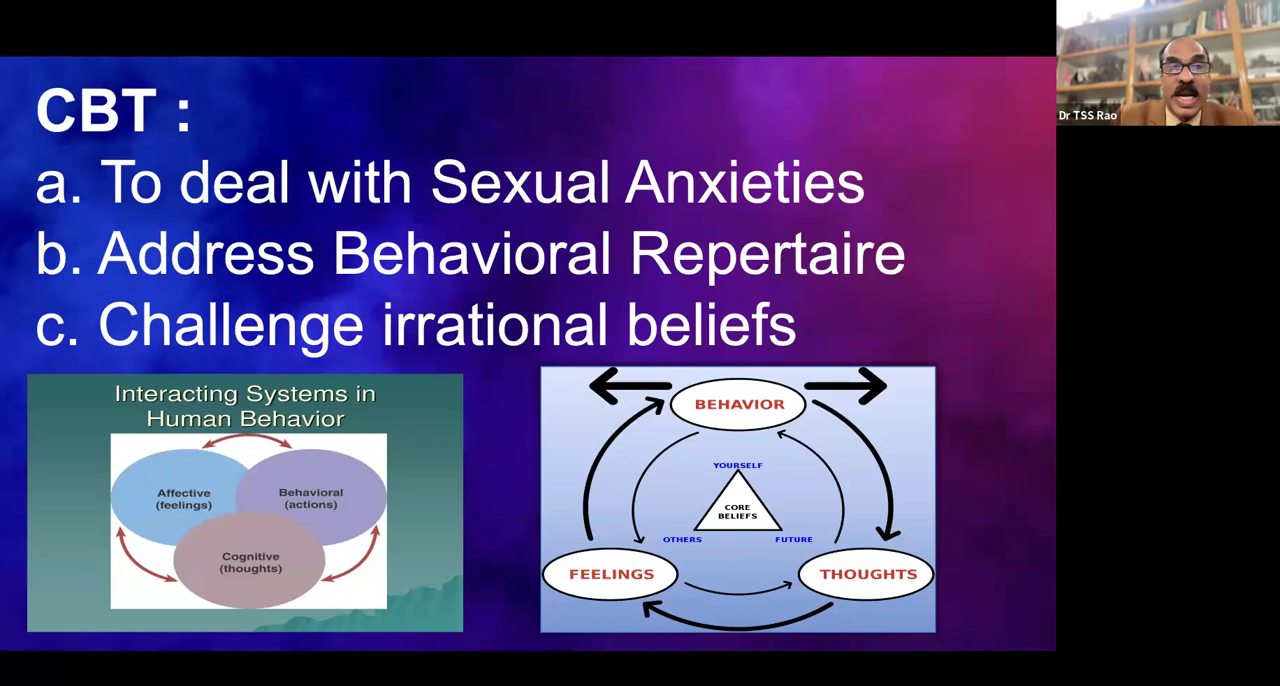 CBT :
a. To deal with Sexual Anxieties
b. Address Behavioral Repertaire
c. Challenge irrational beliefs
Interacting Systems in
Human Behavior
Affective
(feelings)
Behavioral
(actions)
Cognitive
(thoughts)
BEHAVIOR
YOURSELF
CORE
BELIEFS
OTHERS
FUTURE
FEELINGS
THOUGHTS
Dr TSS Rao